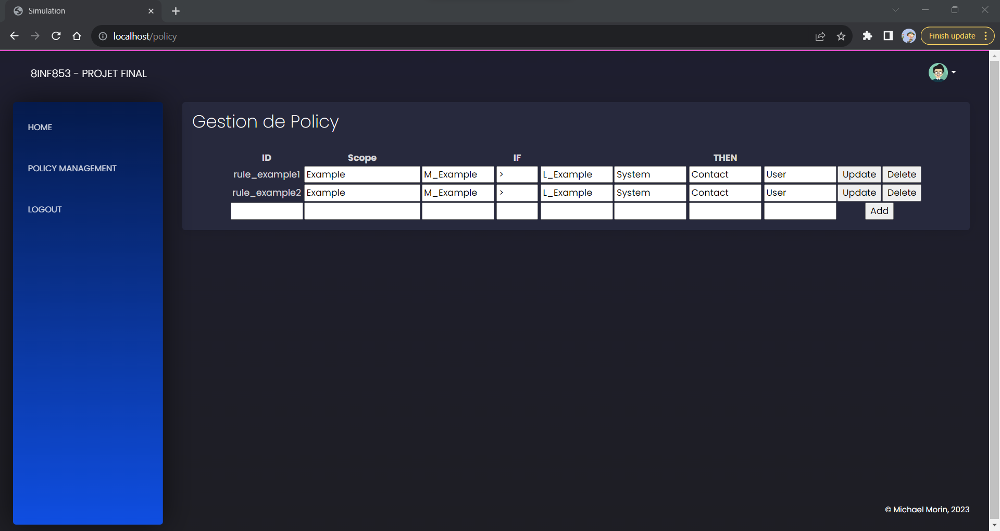 Simulation
localhost/policy
Finish update
8INF853 - PROJET FINAL
HOME
POLICY MANAGEMENT
LOGOUT
Gestion de Policy
ID Scope IF THEN
rule_example1 Example M_Example > L_Example System Contact User Update Delete
rule_example2 Example M_Example > L_Example System Contact User Update Delete
Add
© Michael Morin, 2023